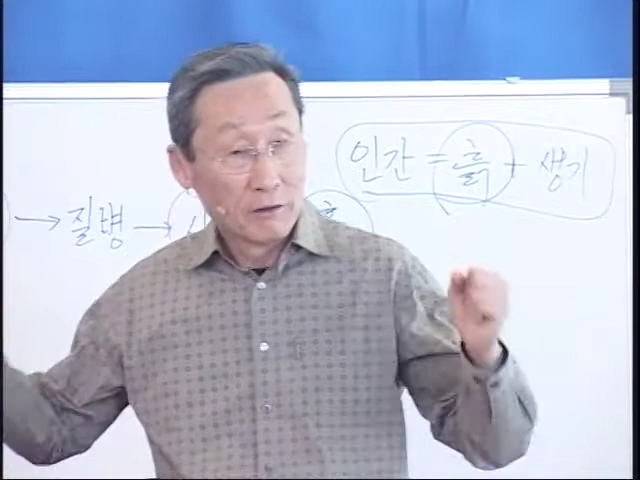 인간 = 흙 + 생기
→ 질병 →